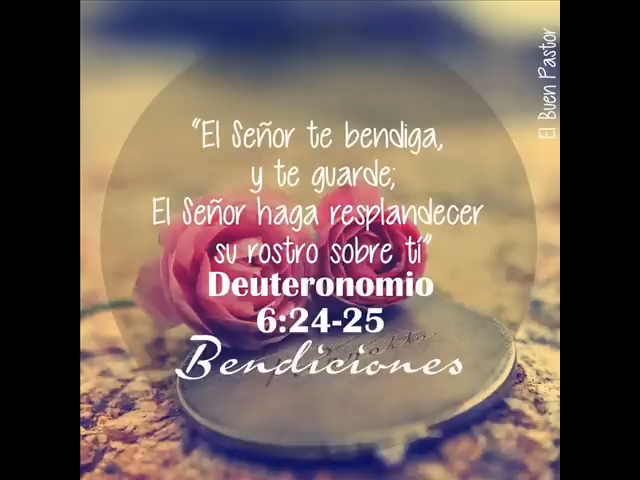 "El Señor te bendiga,
y te guarde;
El Señor haga resplandecer
su rostro sobre tí"
Deuteronomio
6:24-25
Bendiciones
El Buen Pastor